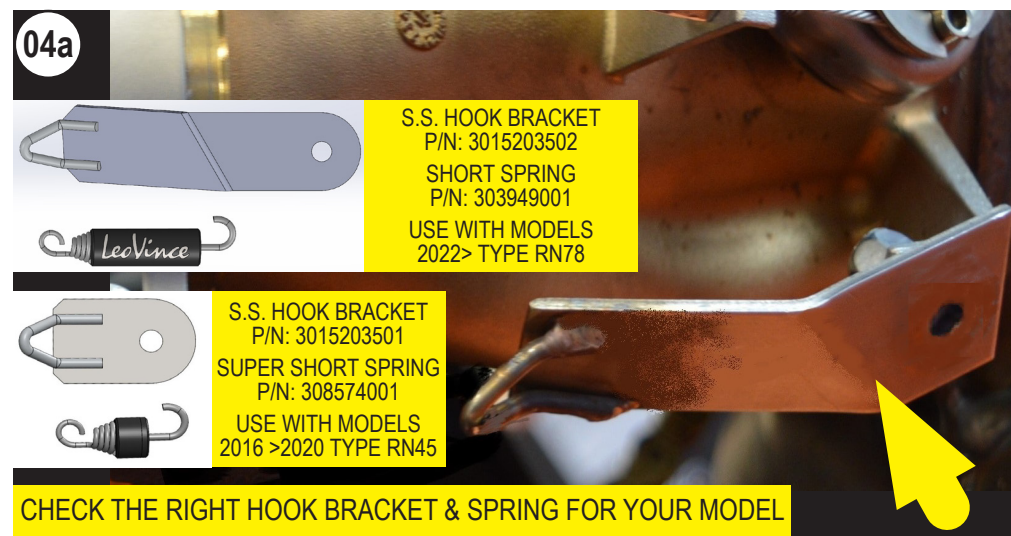 04a
S.S. HOOK BRACKET
P/N: 3015203502
SHORT SPRING
P/N: 303949001
USE WITH MODELS
2022> TYPE RN78
LeoVince
S.S. HOOK BRACKET
P/N: 3015203501
SUPER SHORT SPRING
P/N: 308574001
USE WITH MODELS
2016 >2020 TYPE RN45
CHECK THE RIGHT HOOK BRACKET & SPRING FOR YOUR MODEL